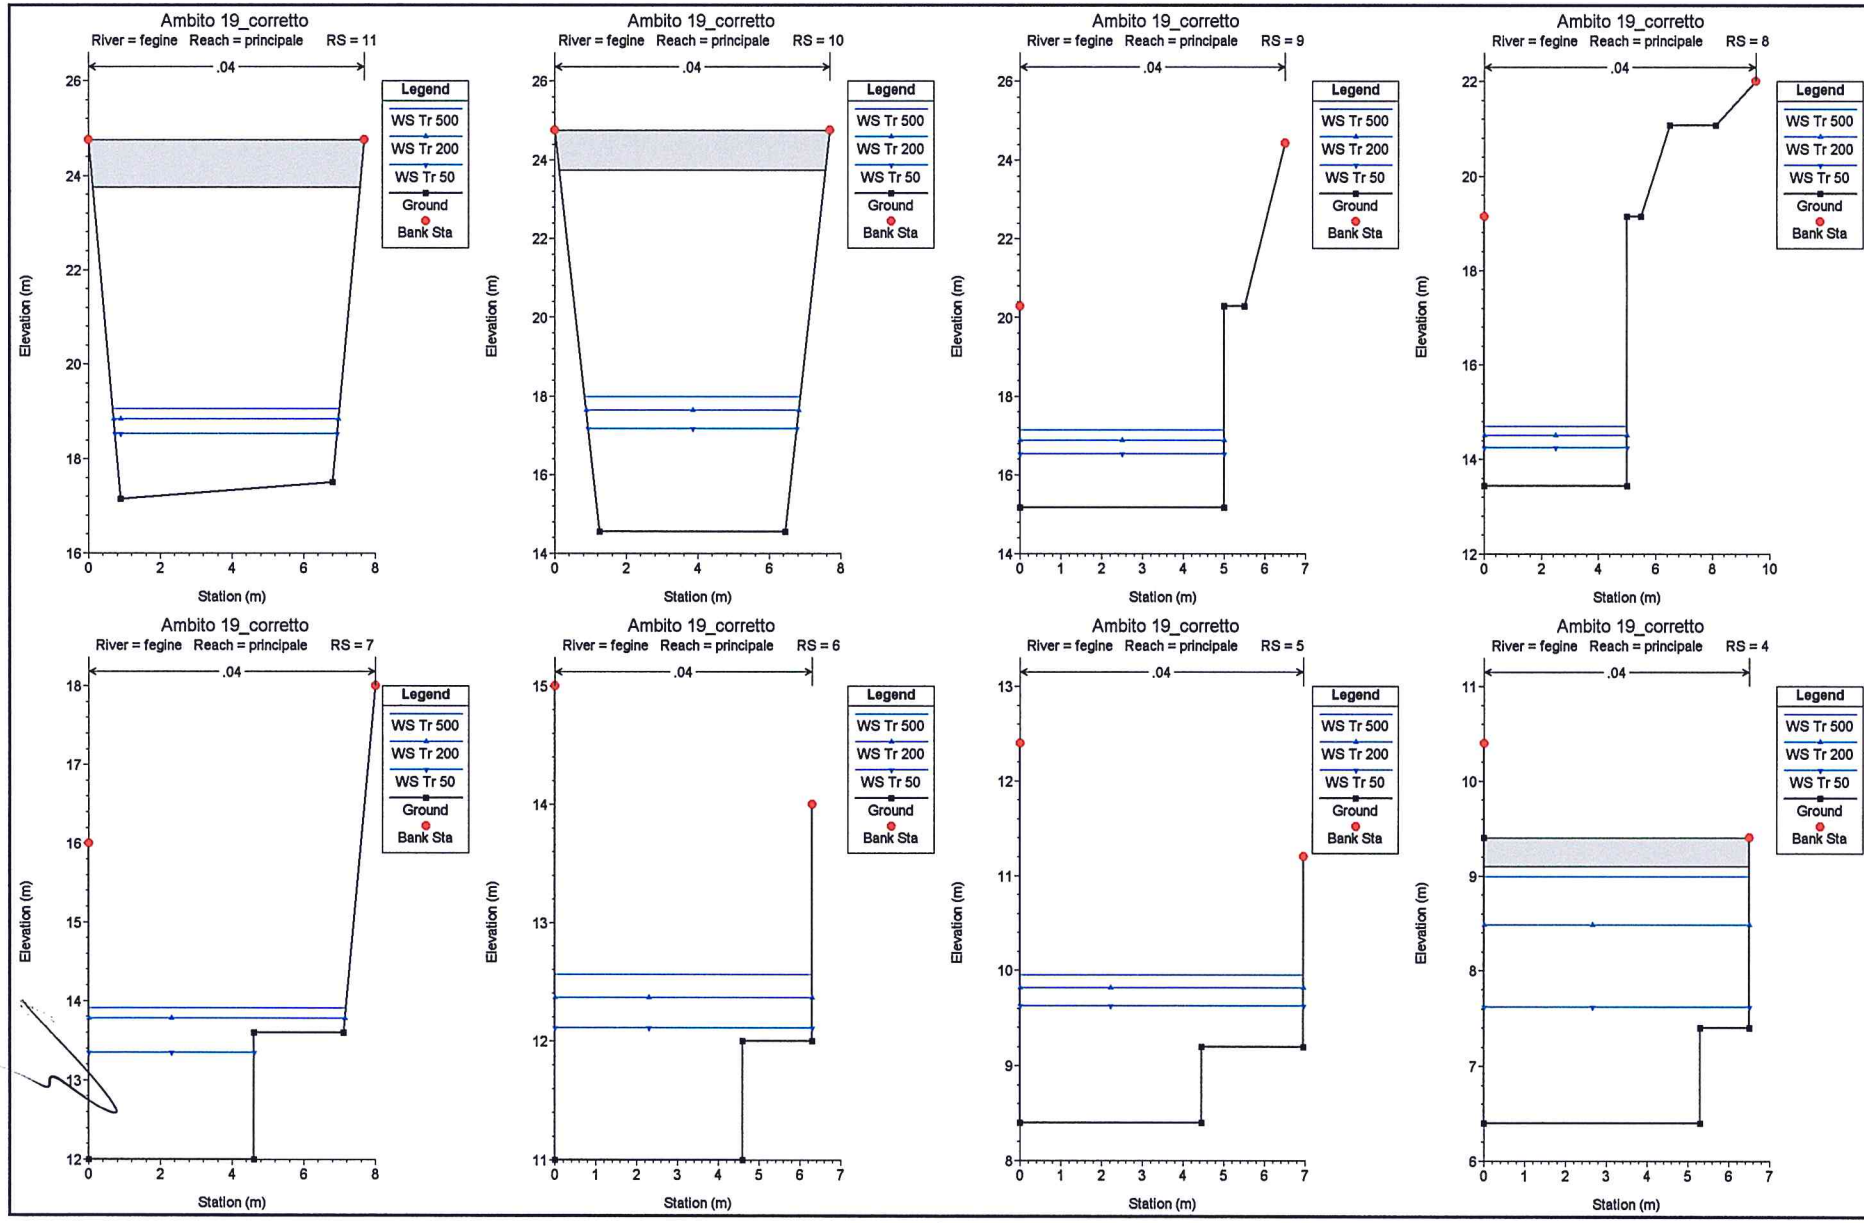 Ambito 19_corretto
River = fegine Reach = principale RS = 11
.04
Legend
WS Tr 500
WS Tr 200
WS Tr 50
Ground
Bank Sta
Elevation (m)
26
24
22
20
18
16
0 2 4 6 8
Station (m)
Ambito 19_corretto
River = fegine Reach = principale RS = 10
.04
Legend
WS Tr 500
WS Tr 200
WS Tr 50
Ground
Bank Sta
Elevation (m)
26
24
22
20
18
16
14
0 2 4 6 8
Station (m)
Ambito 19_corretto
River = fegine Reach = principale RS = 9
.04
Legend
WS Tr 500
WS Tr 200
WS Tr 50
Ground
Bank Sta
Elevation (m)
26
24
22
20
18
16
14
0 1 2 3 4 5 6 7
Station (m)
Ambito 19_corretto
River = fegine Reach = principale RS = 8
.04
Legend
WS Tr 500
WS Tr 200
WS Tr 50
Ground
Bank Sta
Elevation (m)
22
20
18
16
14
12
0 2 4 6 8 10
Station (m)
Ambito 19_corretto
River = fegine Reach = principale RS = 7
.04
Legend
WS Tr 500
WS Tr 200
WS Tr 50
Ground
Bank Sta
Elevation (m)
18
17
16
15
14
13
12
0 2 4 6 8
Station (m)
Ambito 19_corretto
River = fegine Reach = principale RS = 6
.04
Legend
WS Tr 500
WS Tr 200
WS Tr 50
Ground
Bank Sta
Elevation (m)
15
14
13
12
11
0 1 2 3 4 5 6 7
Station (m)
Ambito 19_corretto
River = fegine Reach = principale RS = 5
.04
Legend
WS Tr 500
WS Tr 200
WS Tr 50
Ground
Bank Sta
Elevation (m)
13
12
11
10
9
8
0 1 2 3 4 5 6 7
Station (m)
Ambito 19_corretto
River = fegine Reach = principale RS = 4
.04
Legend
WS Tr 500
WS Tr 200
WS Tr 50
Ground
Bank Sta
Elevation (m)
11
10
9
8
7
6
0 1 2 3 4 5 6 7
Station (m)